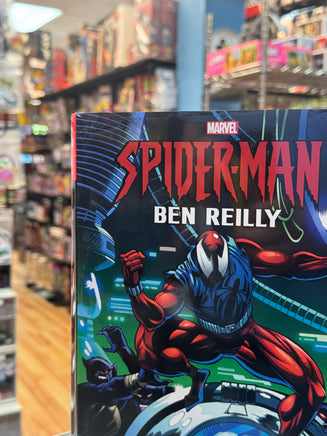 MARVEL
SPIDER-MAN
BEN REILLY